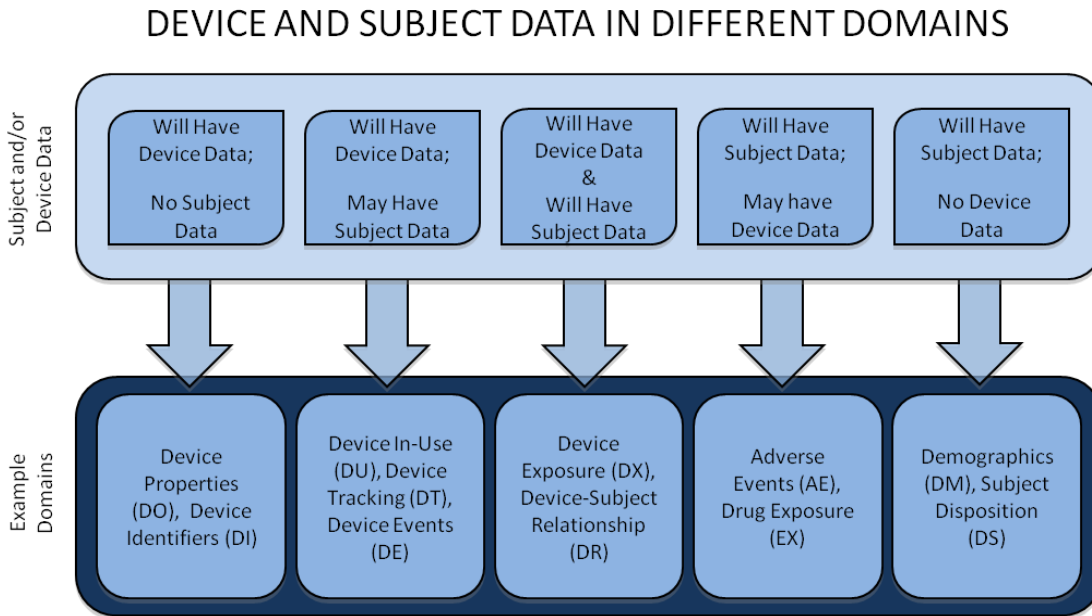 DEVICE AND SUBJECT DATA IN DIFFERENT DOMAINS
Subject and/or
Device Data
Will Have
Device Data;
No Subject
Data
Will Have
Device Data;
May Have
Subject Data
Will Have
Device Data
&
Will Have
Subject Data
Will Have
Subject Data;
May have
Device Data
Will Have
Subject Data;
No Device
Data
Example
Domains
Device
Properties
(DO), Device
Identifiers (DI)
Device In-Use
(DU), Device
Tracking (DT),
Device Events
(DE)
Device
Exposure (DX),
Device-Subject
Relationship
(DR)
Adverse
Events (AE),
Drug Exposure
(EX)
Demographics
(DM), Subject
Disposition
(DS)